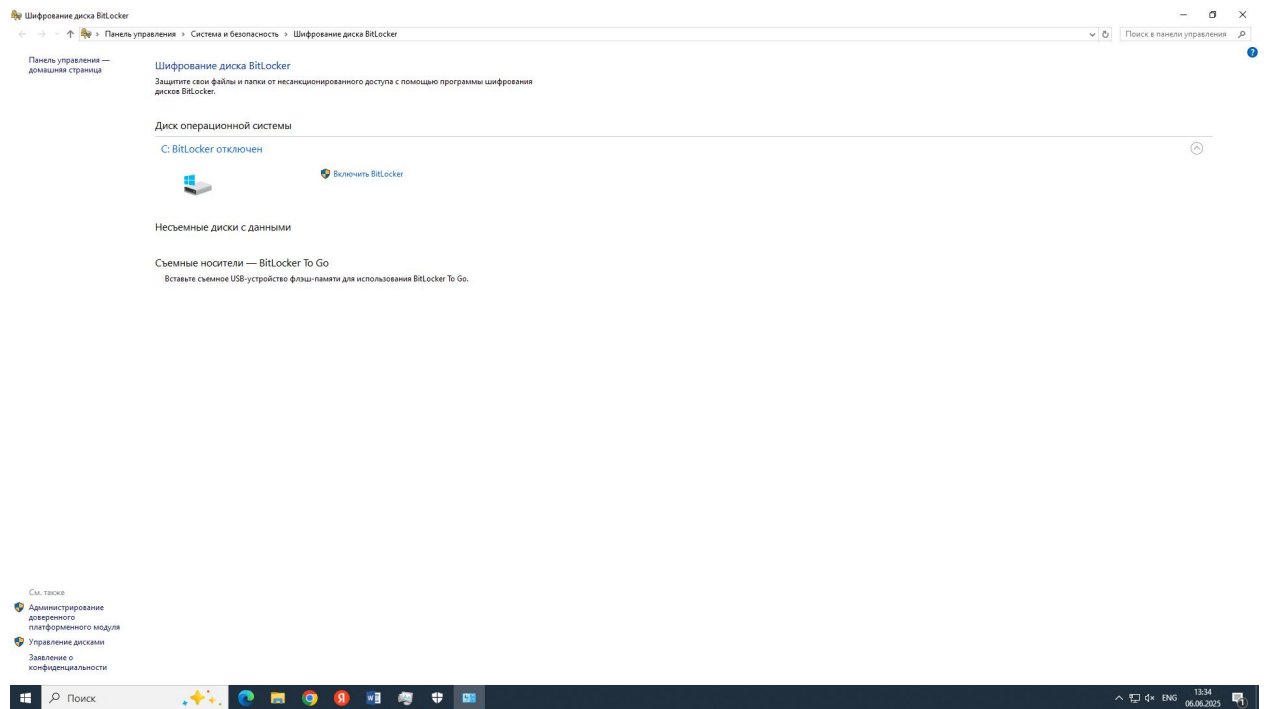 Шифрование диска BitLocker
Панель управления › Система и безопасность › Шифрование диска BitLocker
Поиск в панели управления
Панель управления —
домашняя страница
Шифрование диска BitLocker
Защитите свои файлы и папки от несанкционированного доступа с помощью программы шифрования
дисков BitLocker.
Диск операционной системы
C: BitLocker отключен
Включить BitLocker
Несъемные диски с данными
Съемные носители — BitLocker To Go
Вставьте съемное USB-устройство флэш-памяти для использования BitLocker To Go.
См. также
Администрирование
доверенного
платформенного модуля
Управление дисками
Заявление о
конфиденциальности
Поиск
ENG
13:34
06.06.2025
1